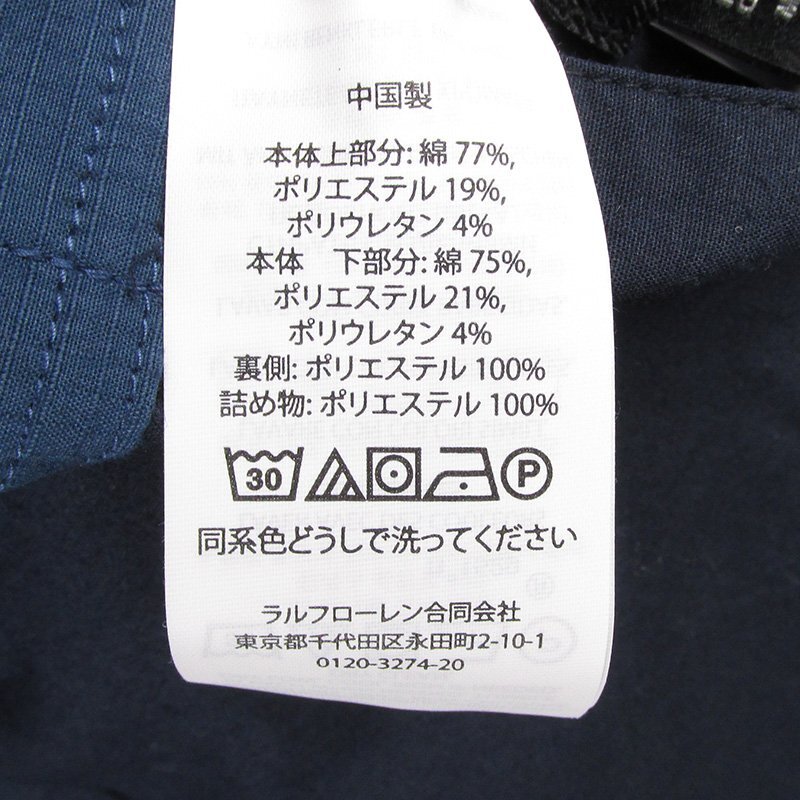 中国製
本体上部分: 綿 77%,
ポリエステル 19%,
ポリウレタン 4%
本体　下部分: 綿 75%,
ポリエステル 21%,
ポリウレタン 4%
裏側: ポリエステル 100%
詰め物: ポリエステル 100%
30
P
同系色どうしで洗ってください
ラルフローレン合同会社
東京都千代田区永田町2-10-1
0120-3274-20